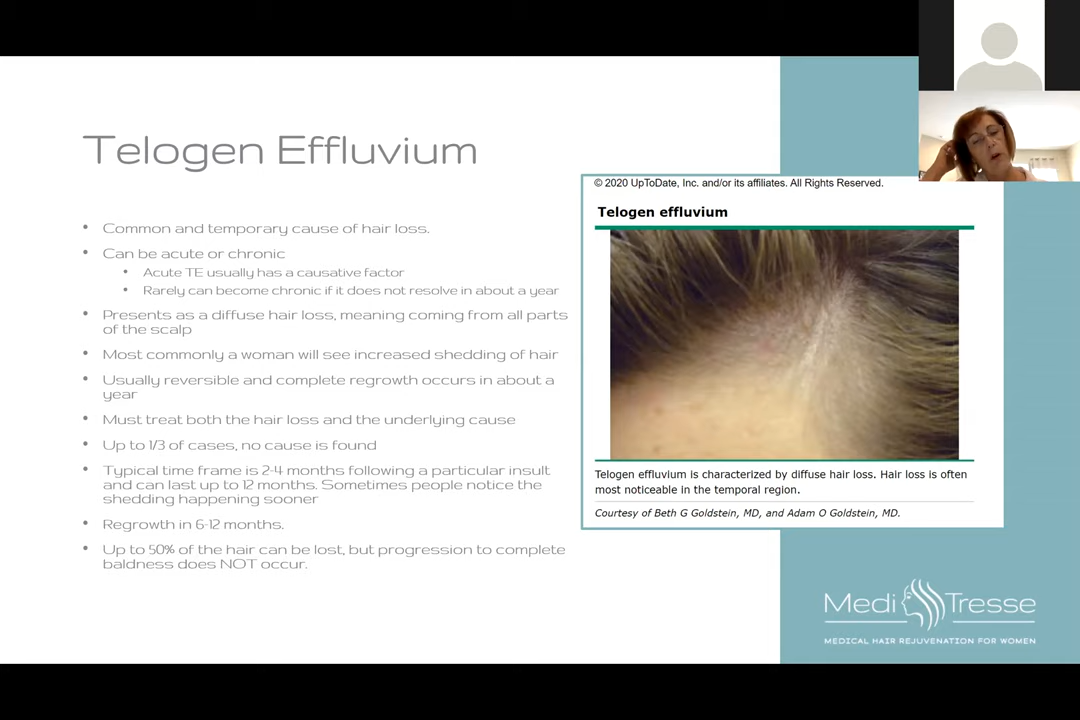 Telogen Effluvium
• Common and temporary cause of hair loss.
• Can be acute or chronic
• Acute TE usually has a causative factor
• Rarely can become chronic if it does not resolve in about a year
• Presents as a diffuse hair loss, meaning coming from all parts
of the scalp
• Most commonly a woman will see increased shedding of hair
• Usually reversible and complete regrowth occurs in about a
year
• Must treat both the hair loss and the underlying cause
• Up to 1/3 of cases, no cause is found
• Typical time frame is 2-4 months following a particular insult
and can last up to 12 months. Sometimes people notice the
shedding happening sooner
• Regrowth in 6-12 months.
• Up to 50% of the hair can be lost, but progression to complete
baldness does NOT occur.
© 2020 UpToDate, Inc. and/or its affiliates. All Rights Reserved.
Telogen effluvium
Telogen effluvium is characterized by diffuse hair loss. Hair loss is often
most noticeable in the temporal region.
Courtesy of Beth G Goldstein, MD, and Adam O Goldstein, MD.
Medi Tresse
MEDICAL HAIR REJUVENATION FOR WOMEN